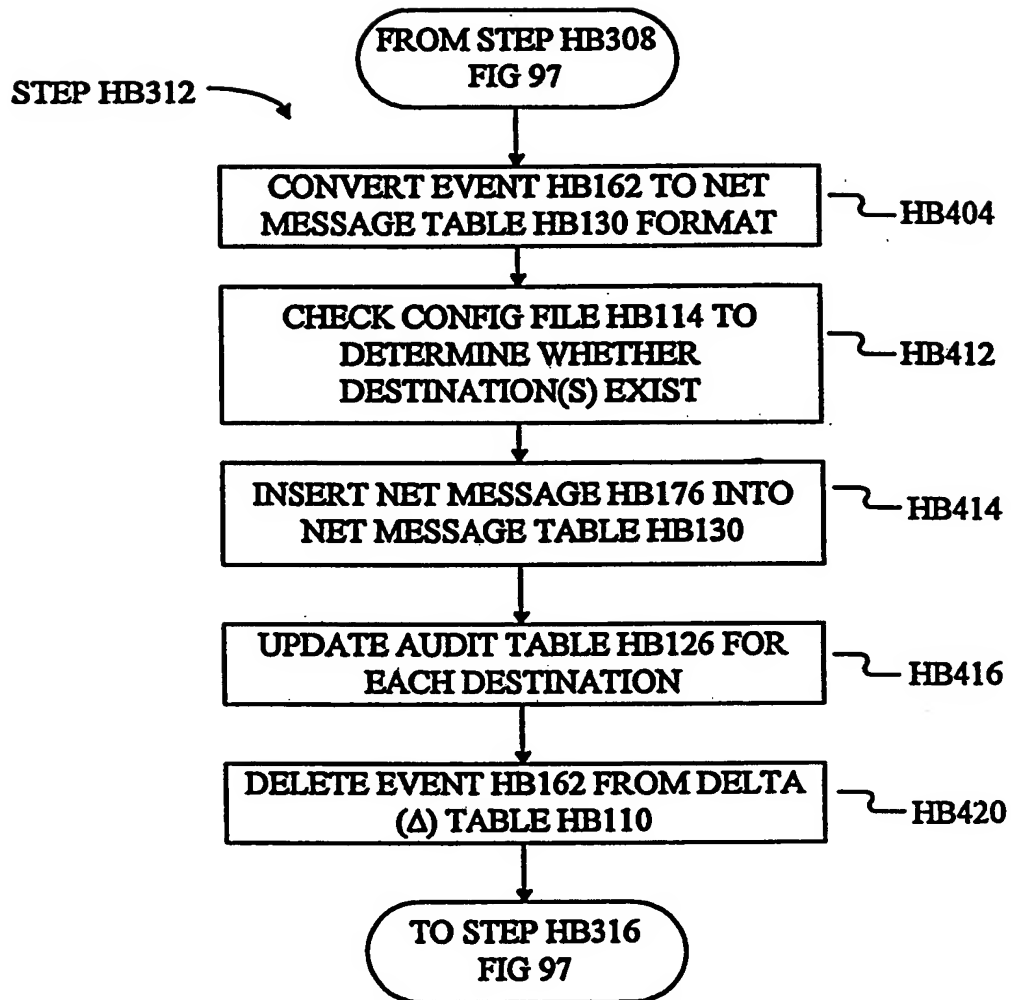 FROM STEP HB308
FIG 97
STEP HB312
CONVERT EVENT HB162 TO NET
MESSAGE TABLE HB130 FORMAT
HB404
CHECK CONFIG FILE HB114 TO
DETERMINE WHETHER
DESTINATION(S) EXIST
HB412
INSERT NET MESSAGE HB176 INTO
NET MESSAGE TABLE HB130
HB414
UPDATE AUDIT TABLE HB126 FOR
EACH DESTINATION
HB416
DELETE EVENT HB162 FROM DELTA
(Δ) TABLE HB110
HB420
TO STEP HB316
FIG 97